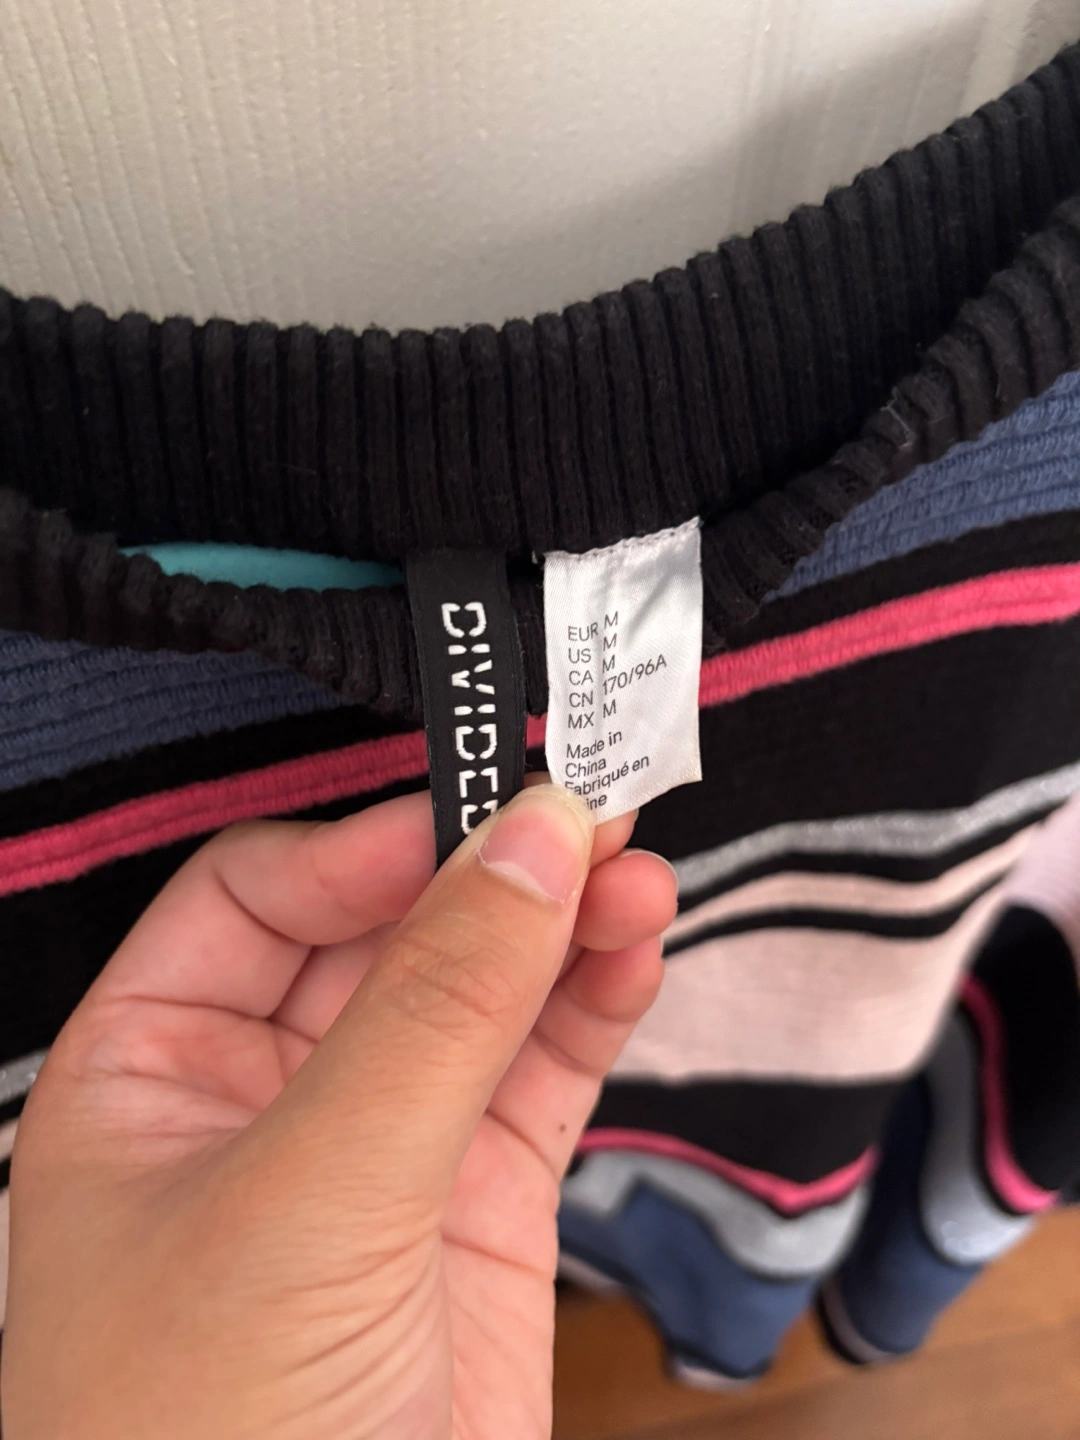 DIVIDED
EUR M
US M
CA M
CN 170/96A
MX M
Made in
China
Fabriqué en